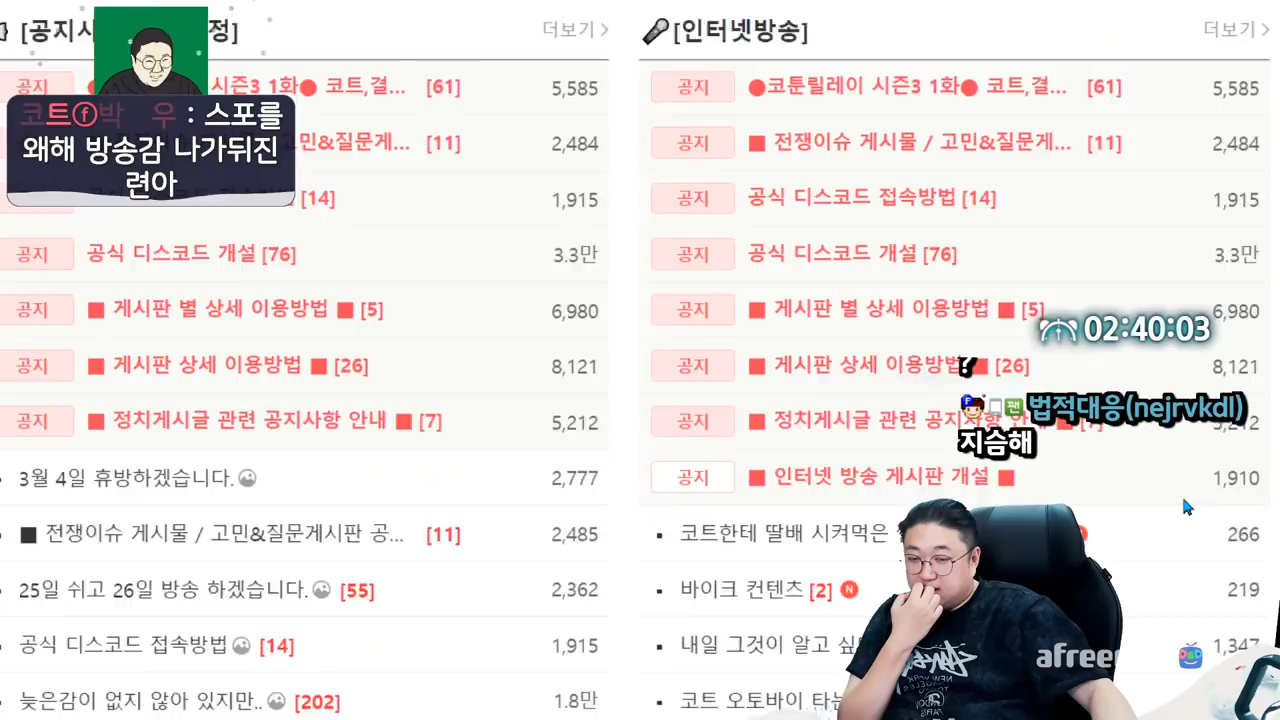 [공지사 정]
더보기 >
코트ⓕ박 우 : 스포를
왜해 방송감 나가뒤진
련아
공지 시즌3 1화● 코트,결... [61] 5,585
고민&질문게... [11] 2,484
[14] 1,915
공지 공식 디스코드 개설 [76] 3.3만
공지 ■ 게시판 별 상세 이용방법 ■ [5] 6,980
공지 ■ 게시판 상세 이용방법 ■ [26] 8,121
공지 ■ 정치게시글 관련 공지사항 안내 ■ [7] 5,212
3월 4일 휴방하겠습니다. 2,777
■ 전쟁이슈 게시물 / 고민&질문게시판 공... [11] 2,485
25일 쉬고 26일 방송 하겠습니다. [55] 2,362
공식 디스코드 접속방법 [14] 1,915
늦은감이 없지 않아 있지만.. [202] 1.8만
[인터넷방송]
더보기 >
공지 ●코툰릴레이 시즌3 1화● 코트,결... [61] 5,585
공지 ■ 전쟁이슈 게시물 / 고민&질문게... [11] 2,484
공지 공식 디스코드 접속방법 [14] 1,915
공지 공식 디스코드 개설 [76] 3.3만
공지 ■ 게시판 별 상세 이용방법 ■ [5] 6,980
공지 ■ 게시판 상세 이용방법 ■ [26] 8,121
공지 ■ 정치게시글 관련 공지사항 안 5,212
공지 ■ 인터넷 방송 게시판 개설 ■ 1,910
코트한테 딸배 시켜먹은 266
바이크 컨텐츠 [2] N 219
내일 그것이 알고 1,347
코트 오토바이 타는
02:40:03
?
F 팬 법적대응(nejrvkdl)
지슴해
afree
NEW YORK
PARIS